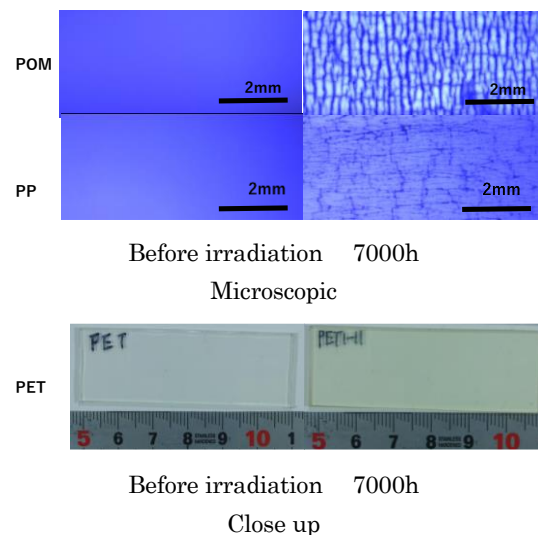 POM
2mm
2mm
PP
2mm
2mm
Before irradiation 7000h
Microscopic
PET
PET
PET1-11
5 6 7 8 9 10 1
5 6 7 8 9 10
Before irradiation 7000h
Close up